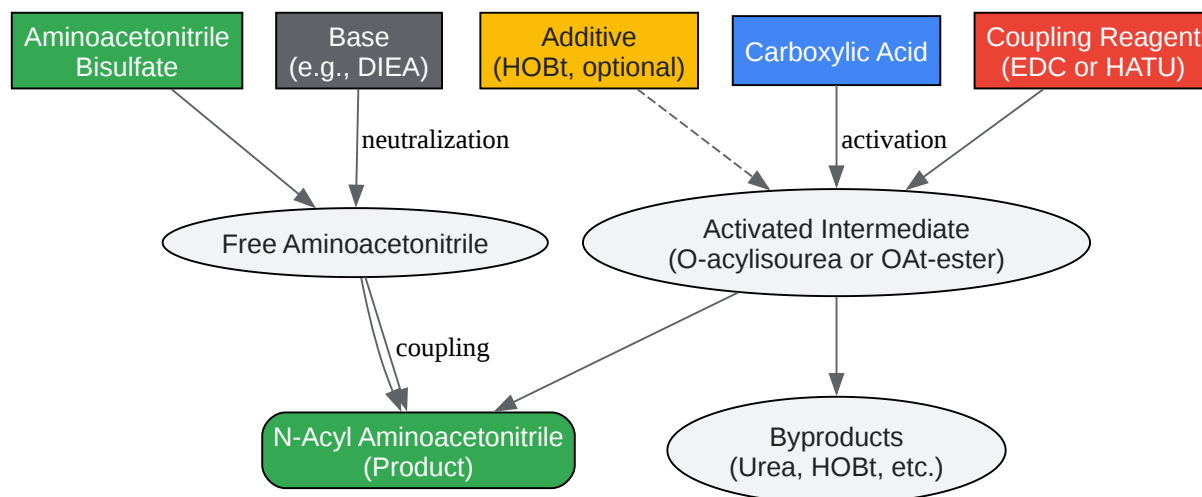 Aminoacetonitrile
Bisulfate
Base
(e.g., DIEA)
Additive
(HOBt, optional)
Carboxylic Acid
Coupling Reagent
(EDC or HATU)
neutralization
activation
Free Aminoacetonitrile
Activated Intermediate
(O-acylisourea or OAt-ester)
coupling
N-Acyl Aminoacetonitrile
(Product)
Byproducts
(Urea, HOBt, etc.)